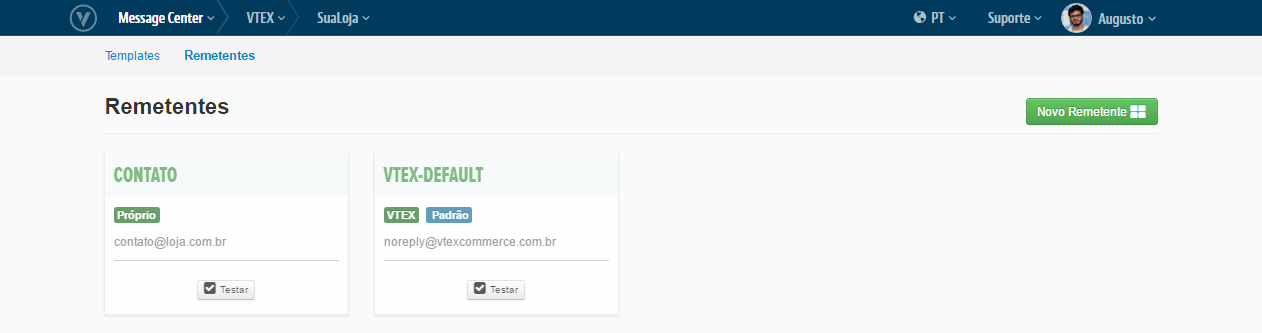 Message Center VTEX SuaLoja PT Suporte Augusto
Templates Remetentes
Remetentes
Novo Remetente
CONTATO
Próprio
contato@loja.com.br
Testar
VTEX-DEFAULT
VTEX Padrão
noreply@vtexcommerce.com.br
Testar